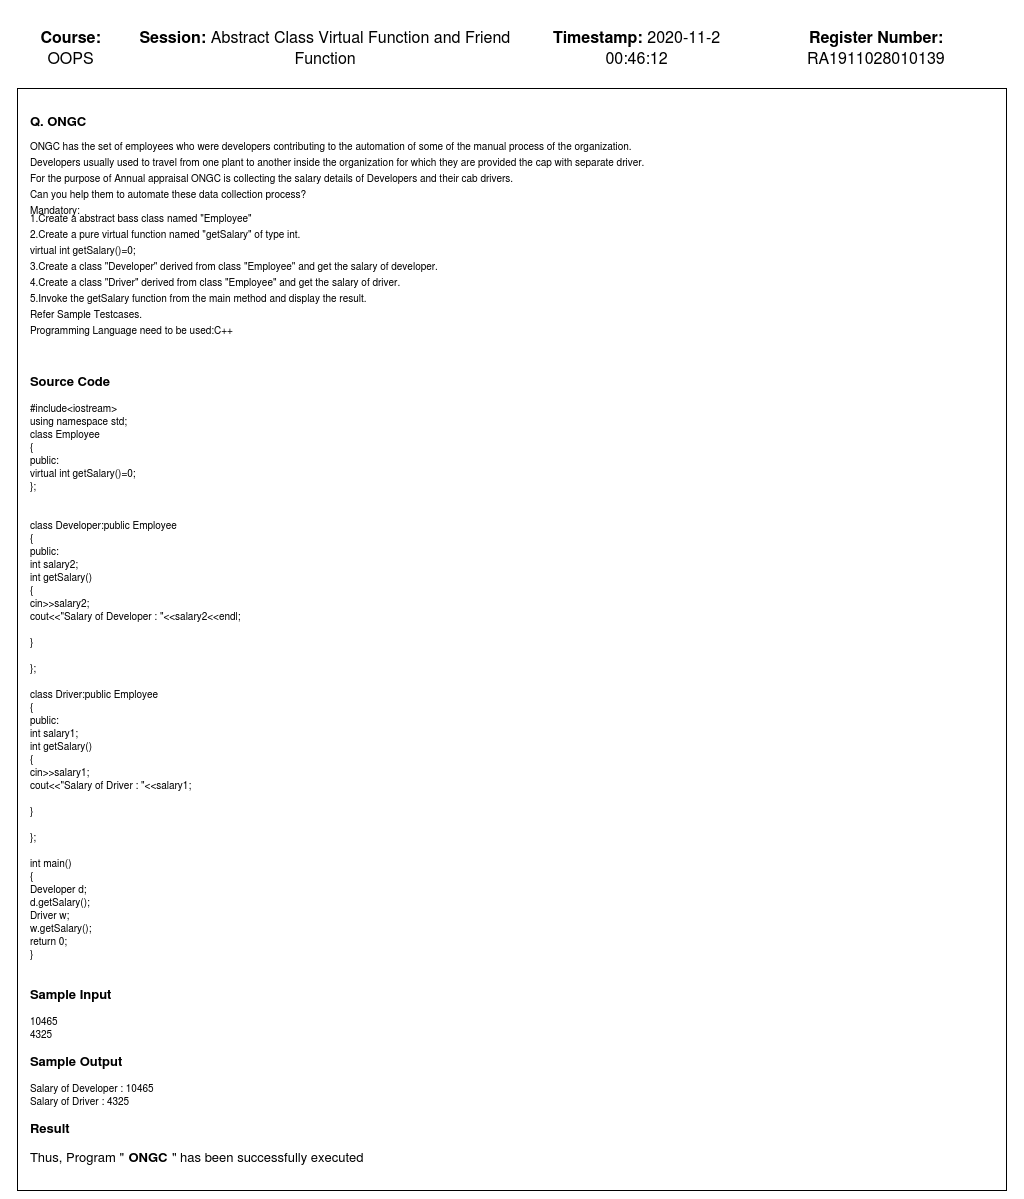 Course: OOPS
Session: Abstract Class Virtual Function and Friend Function
Timestamp: 2020-11-2 00:46:12
Register Number: RA1911028010139
Q. ONGC
ONGC has the set of employees who were developers contributing to the automation of some of the manual process of the organization.
Developers usually used to travel from one plant to another inside the organization for which they are provided the cap with separate driver.
For the purpose of Annual appraisal ONGC is collecting the salary details of Developers and their cab drivers.
Can you help them to automate these data collection process?
Mandatory:
1.Create a abstract bass class named "Employee"
2.Create a pure virtual function named "getSalary" of type int.
virtual int getSalary()=0;
3.Create a class "Developer" derived from class "Employee" and get the salary of developer.
4.Create a class "Driver" derived from class "Employee" and get the salary of driver.
5.Invoke the getSalary function from the main method and display the result.
Refer Sample Testcases.
Programming Language need to be used:C++
Source Code
#include<iostream>
using namespace std;
class Employee
{
public:
virtual int getSalary()=0;
};
class Developer:public Employee
{
public:
int salary2;
int getSalary()
{
cin>>salary2;
cout<<"Salary of Developer : "<<salary2<<endl;
}
};
class Driver:public Employee
{
public:
int salary1;
int getSalary()
{
cin>>salary1;
cout<<"Salary of Driver : "<<salary1;
}
};
int main()
{
Developer d;
d.getSalary();
Driver w;
w.getSalary();
return 0;
}
Sample Input
10465
4325
Sample Output
Salary of Developer : 10465
Salary of Driver : 4325
Result
Thus, Program " ONGC " has been successfully executed